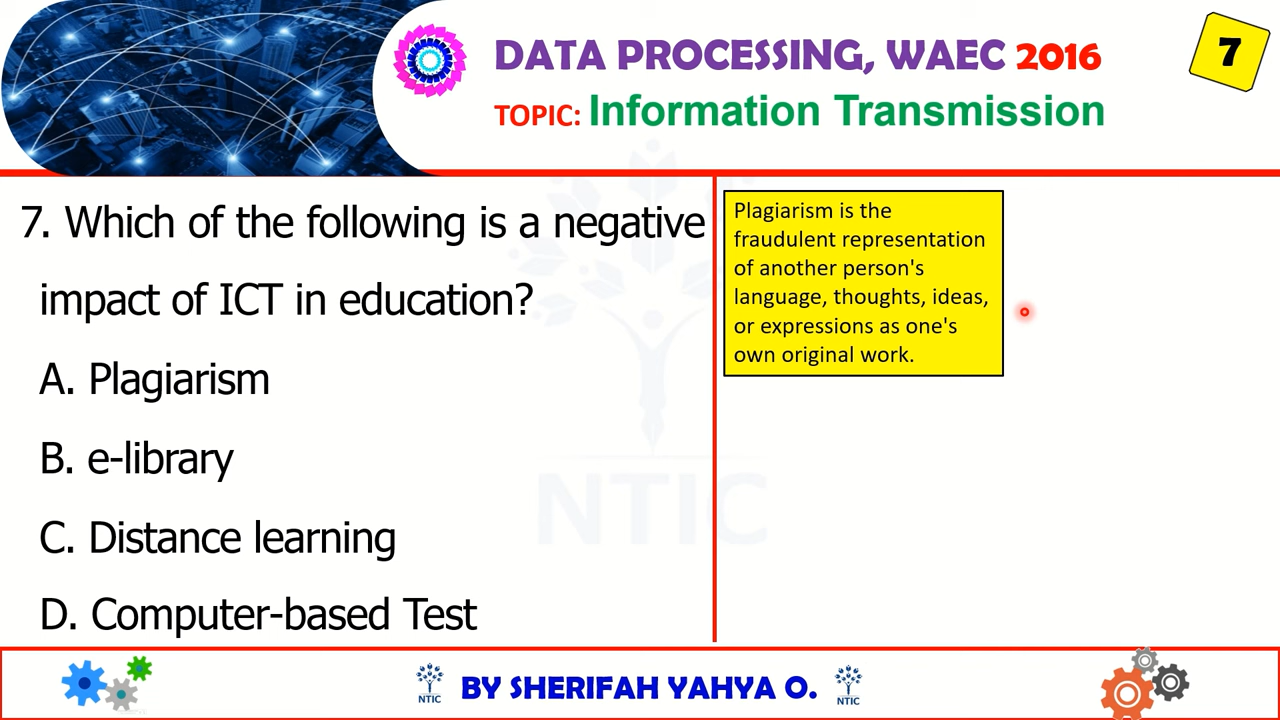 DATA PROCESSING, WAEC 2016
7
TOPIC: Information Transmission
7. Which of the following is a negative
impact of ICT in education?
A. Plagiarism
B. e-library
C. Distance learning
D. Computer-based Test
Plagiarism is the
fraudulent representation
of another person's
language, thoughts, ideas,
or expressions as one's
own original work.
NTIC
NTIC
BY SHERIFAH YAHYA O.
NTIC